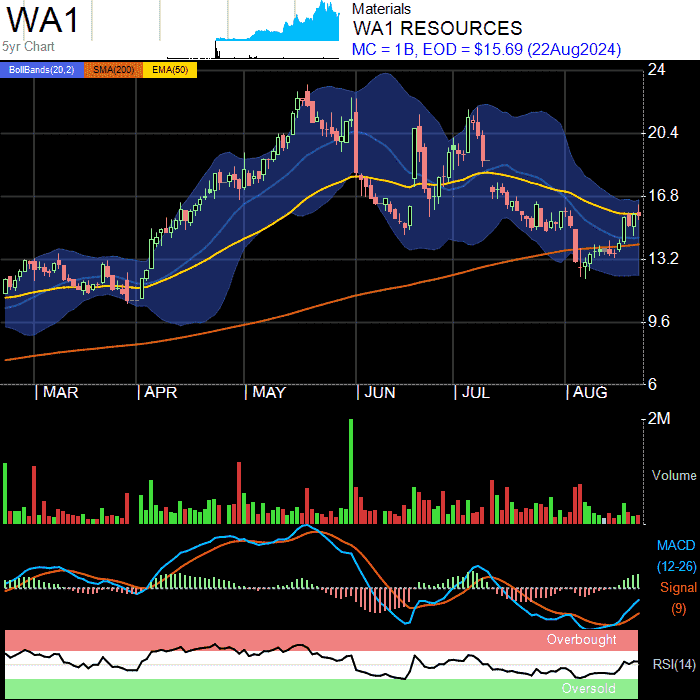 WA1
5yr Chart
Materials
WA1 RESOURCES
MC = 1B, EOD = $15.69 (22Aug2024)
BollBands(20,2) SMA(200) EMA(50)
24
20.4
16.8
13.2
9.6
6
MAR APR MAY JUN JUL AUG
2M
Volume
MACD
(12-26)
Signal
(9)
Overbought
RSI(14)
Oversold